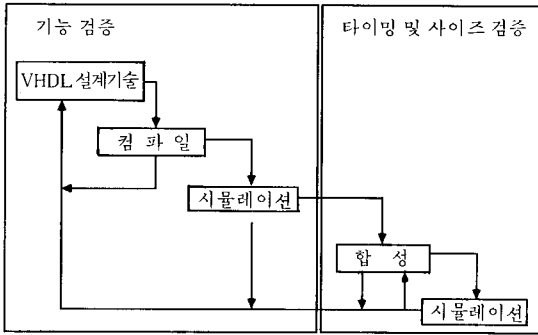 기능 검증
타이밍 및 사이즈 검증
VHDL 설계기술
컴 파 일
시뮬레이션
합 성
시뮬레이션